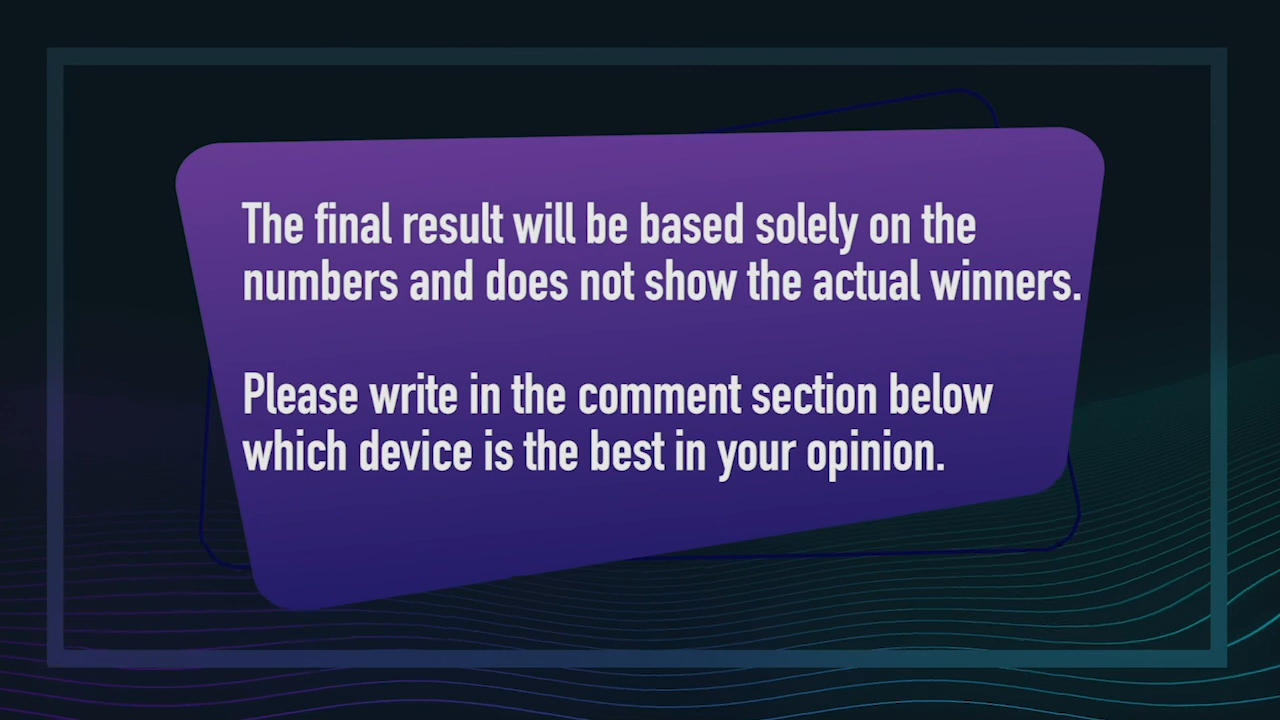 The final result will be based solely on the
numbers and does not show the actual winners.
Please write in the comment section below
which device is the best in your opinion.